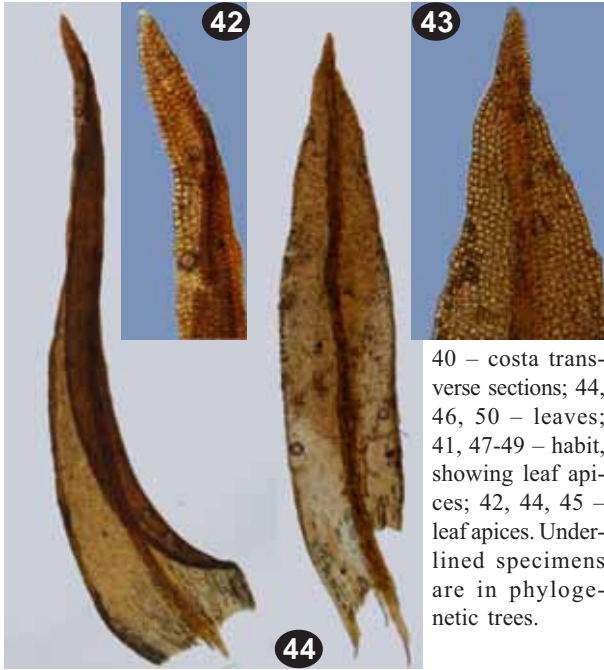 42
43
40 – costa trans-
verse sections; 44,
46, 50 – leaves;
41, 47-49 – habit,
showing leaf api-
ces; 42, 44, 45 –
leaf apices. Under-
lined specimens
are in phyloge-
netic trees.
44